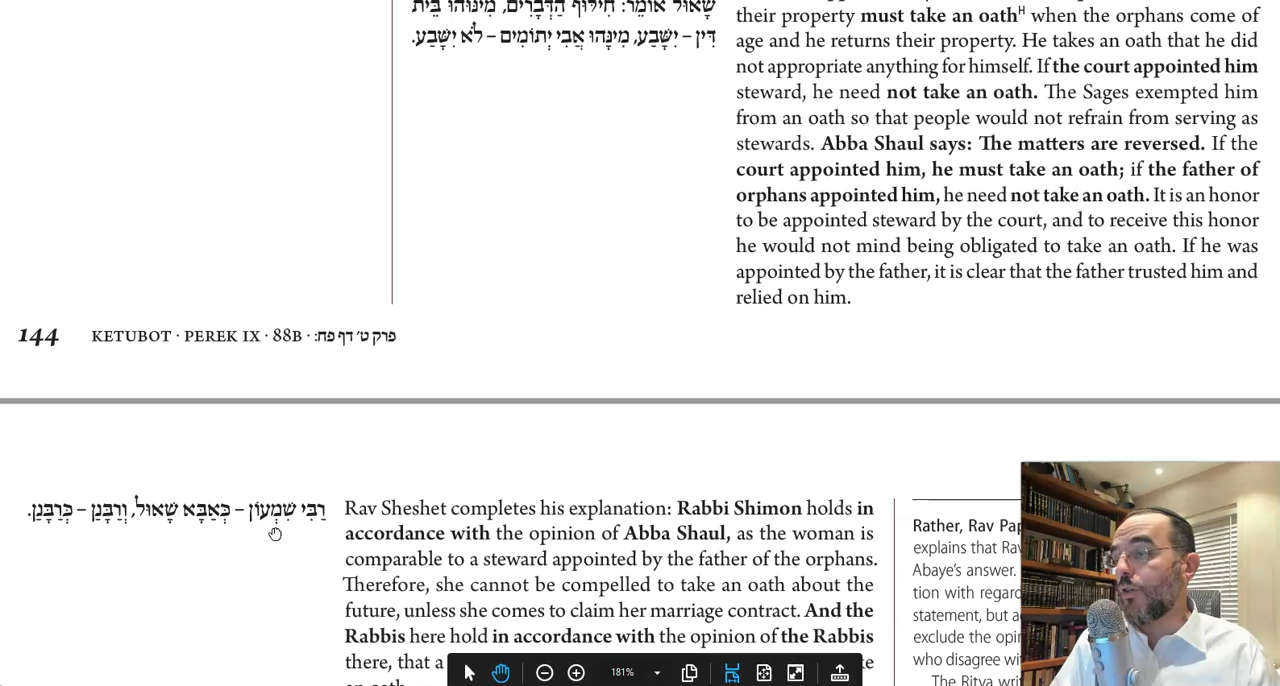 שָׁאוּל אוֹמֵר: חִילּוּף הַדְּבָרִים, מִינּוּהוּ בֵּית
דִּין – יִשָּׁבַע, מִינָּהוּ אֲבִי יְתוֹמִים – לֹא יִשָּׁבַע.
their property must take an oathᴴ when the orphans come of
age and he returns their property. He takes an oath that he did
not appropriate anything for himself. If the court appointed him
steward, he need not take an oath. The Sages exempted him
from an oath so that people would not refrain from serving as
stewards. Abba Shaul says: The matters are reversed. If the
court appointed him, he must take an oath; if the father of
orphans appointed him, he need not take an oath. It is an honor
to be appointed steward by the court, and to receive this honor
he would not mind being obligated to take an oath. If he was
appointed by the father, it is clear that the father trusted him and
relied on him.
144 KETUBOT · PEREK IX · 88B · פרק ט׳ דף פח:
רַבִּי שִׁמְעוֹן – כְּאַבָּא שָׁאוּל, וְרַבָּנַן – כְּרַבָּנַן.
Rav Sheshet completes his explanation: Rabbi Shimon holds in
accordance with the opinion of Abba Shaul, as the woman is
comparable to a steward appointed by the father of the orphans.
Therefore, she cannot be compelled to take an oath about the
future, unless she comes to claim her marriage contract. And the
Rabbis here hold in accordance with the opinion of the Rabbis
there, that a
Rather, Rav Pap
explains that Rav
Abaye's answer.
tion with regard
statement, but a
exclude the opin
who disagree wi
The Ritva writ
181%